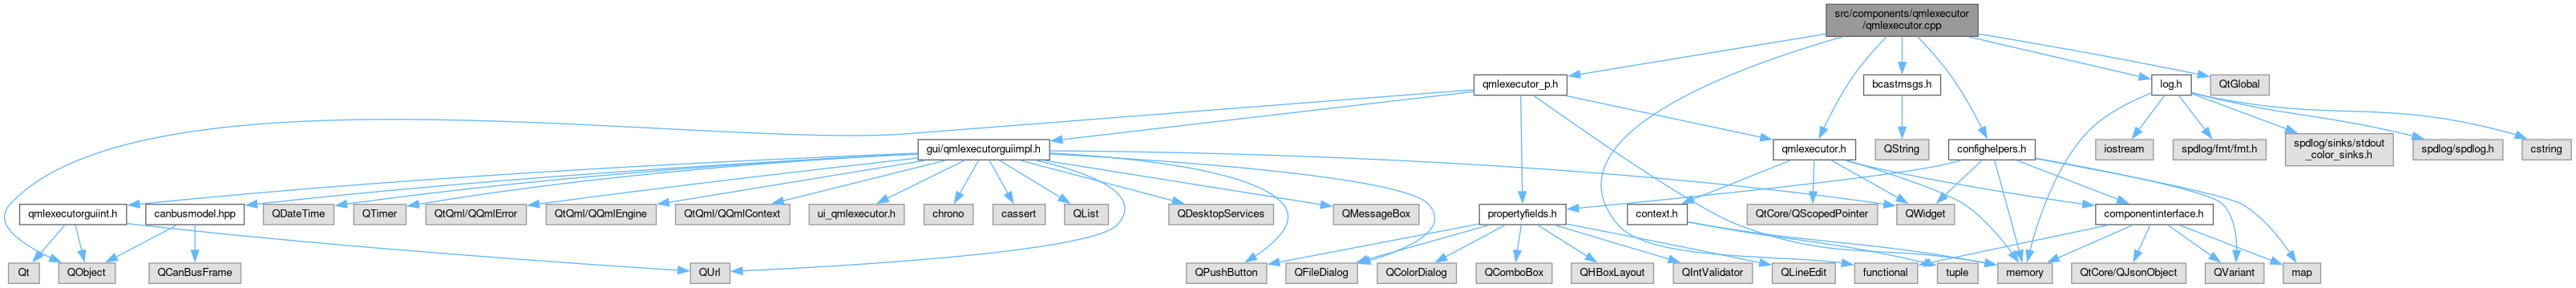 src/components/qmlexecutor
/qmlexecutor.cpp
qmlexecutor_p.h
bcastmsgs.h
log.h
QtGlobal
gui/qmlexecutorguiimpl.h
qmlexecutor.h
QString
confighelpers.h
iostream
spdlog/fmt/fmt.h
spdlog/sinks/stdout
_color_sinks.h
spdlog/spdlog.h
cstring
qmlexecutorguiint.h
canbusmodel.hpp
QDateTime
QTimer
QtQml/QQmlError
QtQml/QQmlEngine
QtQml/QQmlContext
ui_qmlexecutor.h
chrono
cassert
QList
QDesktopServices
QMessageBox
propertyfields.h
context.h
QtCore/QScopedPointer
QWidget
componentinterface.h
Qt
QObject
QCanBusFrame
QUrl
QPushButton
QFileDialog
QColorDialog
QComboBox
QHBoxLayout
QIntValidator
QLineEdit
functional
tuple
memory
QtCore/QJsonObject
QVariant
map